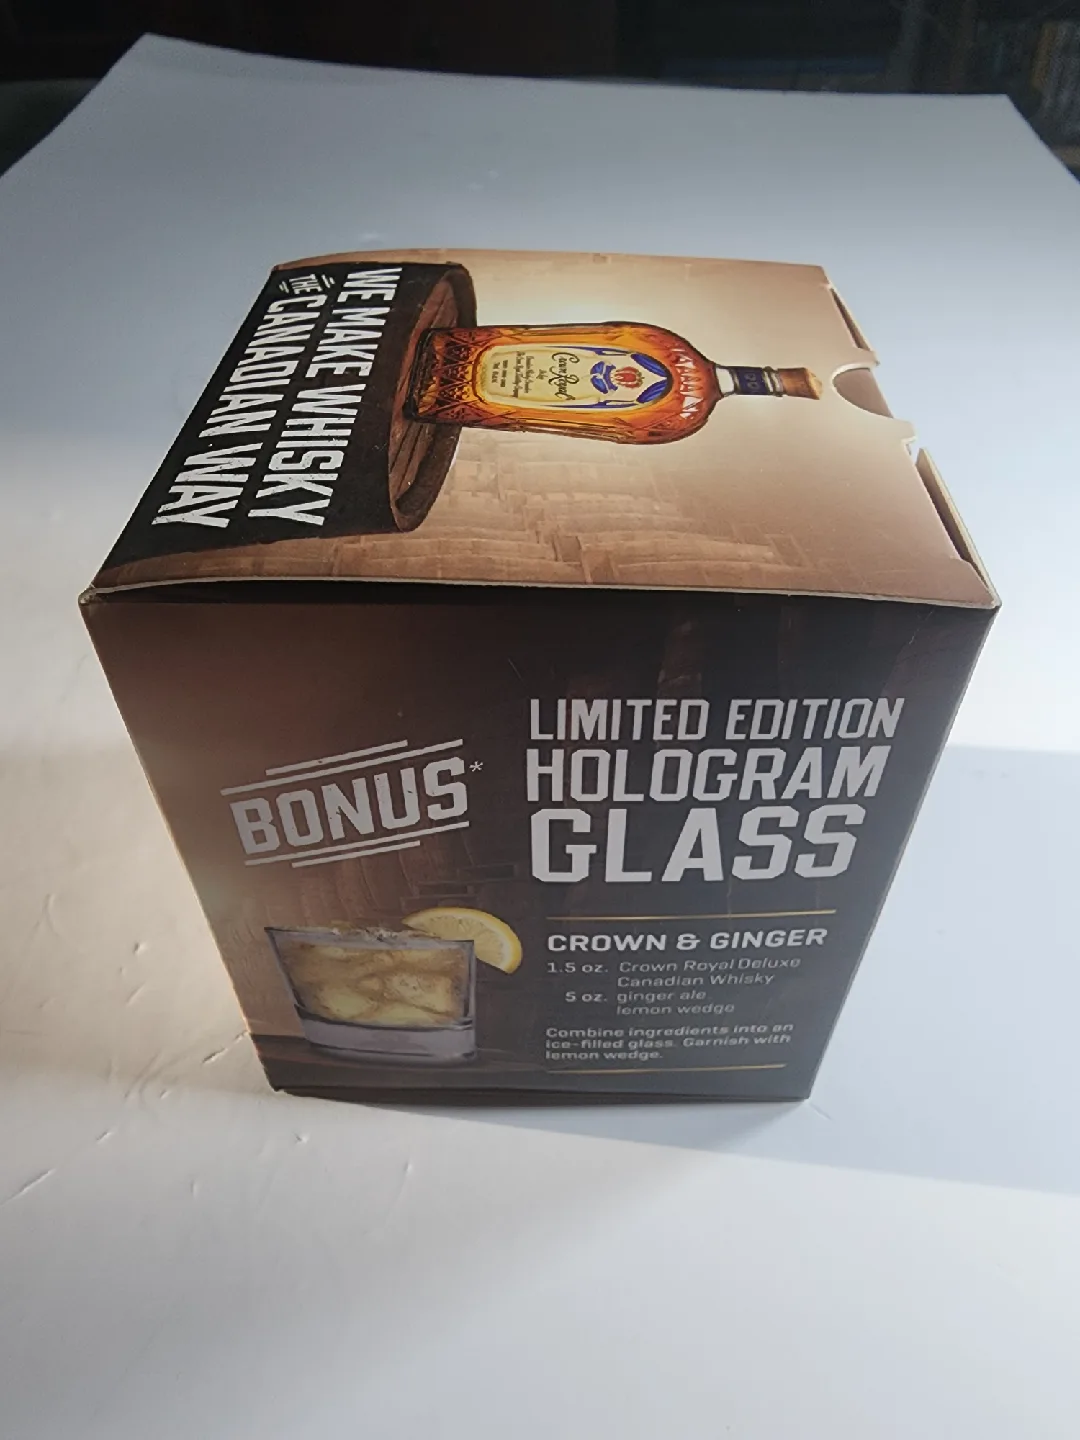 WE MAKE WHISKY
THE CANADIAN WAY
Crown Royal
BONUS*
LIMITED EDITION
HOLOGRAM
GLASS
CROWN & GINGER
1.5 oz. Crown Royal Deluxe
Canadian Whisky
5 oz. ginger ale
lemon wedge
Combine ingredients into an
ice-filled glass. Garnish with
lemon wedge.